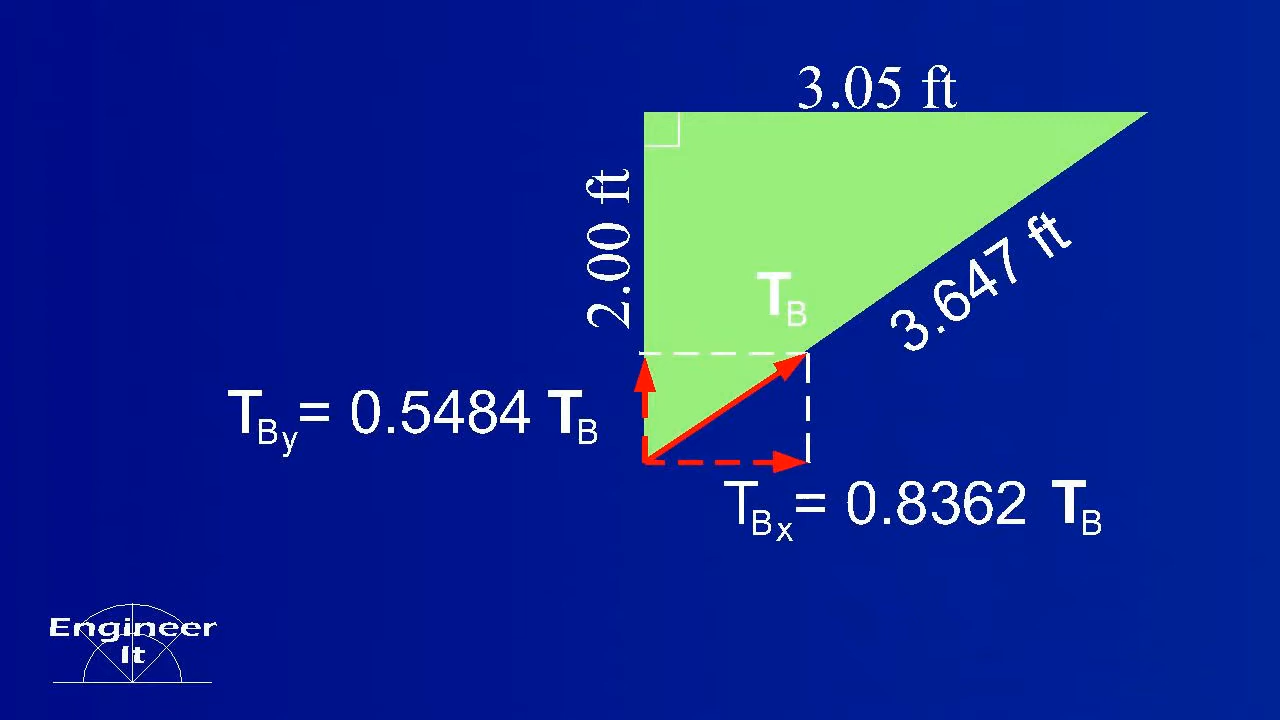 3.05 ft
2.00 ft
T_B
3.647 ft
T_By = 0.5484 T_B
T_Bx = 0.8362 T_B
Engineer
It